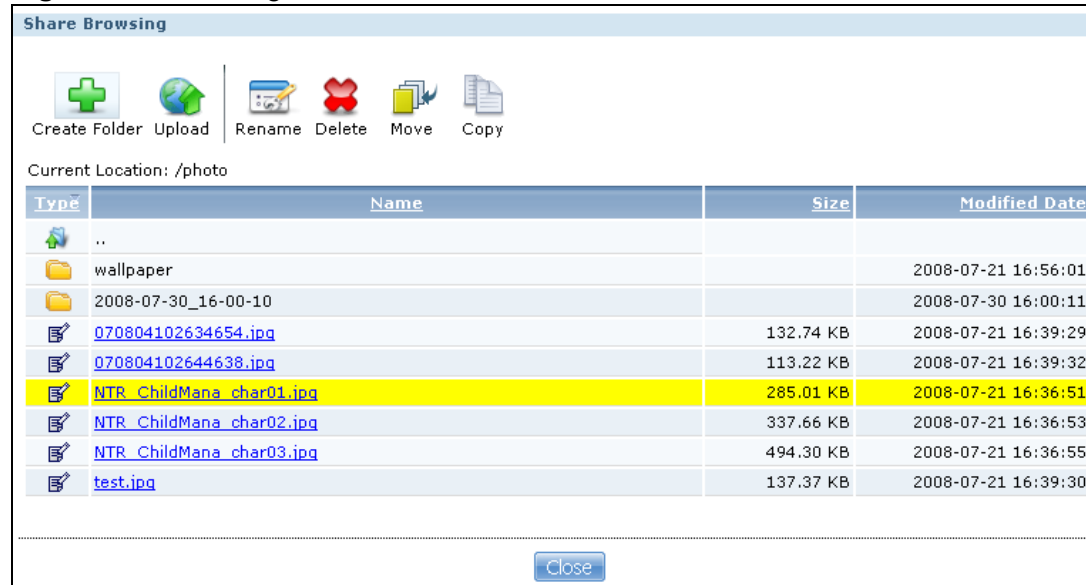 Share Browsing
Create Folder Upload Rename Delete Move Copy
Current Location: /photo
Type Name Size Modified Date
..
wallpaper 2008-07-21 16:56:01
2008-07-30_16-00-10 2008-07-30 16:00:11
070804102634654.jpg 132.74 KB 2008-07-21 16:39:29
070804102644638.jpg 113.22 KB 2008-07-21 16:39:32
NTR_ChildMana_char01.jpg 285.01 KB 2008-07-21 16:36:51
NTR_ChildMana_char02.jpg 337.66 KB 2008-07-21 16:36:53
NTR_ChildMana_char03.jpg 494.30 KB 2008-07-21 16:36:55
test.jpg 137.37 KB 2008-07-21 16:39:30
Close